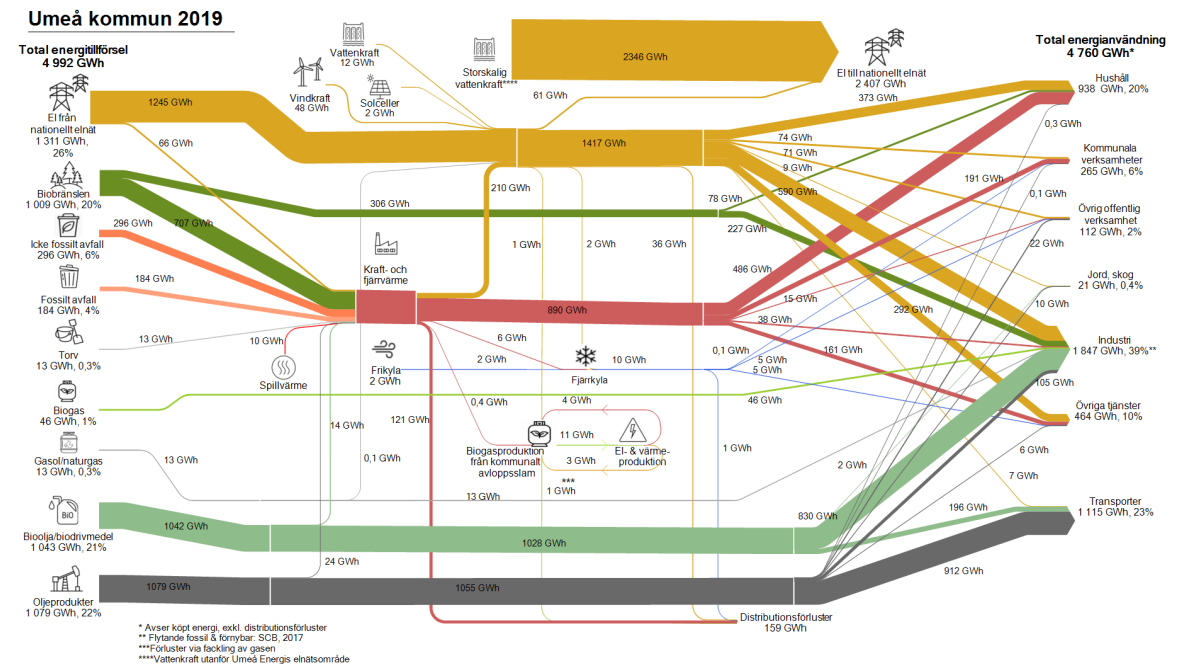 Umeå kommun 2019
Total energitillförsel
4 992 GWh
El från
nationellt elnät
1 311 GWh,
26%
Biobränslen
1 009 GWh, 20%
Icke fossilt avfall
296 GWh, 6%
Fossilt avfall
184 GWh, 4%
Torv
13 GWh, 0,3%
Biogas
46 GWh, 1%
Gasol/naturgas
13 GWh, 0,3%
BiO
Bioolja/biodrivmedel
1 043 GWh, 21%
Oljeprodukter
1 079 GWh, 22%
1245 GWh
66 GWh
306 GWh
707 GWh
296 GWh
184 GWh
13 GWh
10 GWh
Spillvärme
13 GWh
14 GWh
0,1 GWh
1042 GWh
24 GWh
1079 GWh
Vattenkraft
12 GWh
Vindkraft
48 GWh
Solceller
2 GWh
Storskalig
vattenkraft****
2346 GWh
61 GWh
El till nationellt elnät
2 407 GWh
1417 GWh
210 GWh
Kraft- och
fjärrvärme
1 GWh
2 GWh
36 GWh
890 GWh
6 GWh
2 GWh
Frikyla
2 GWh
Fjärrkyla
10 GWh
0,4 GWh
121 GWh
4 GWh
11 GWh
3 GWh
Biogasproduktion
från kommunalt
avloppsslam
El- & värme-
produktion
***
1 GWh
13 GWh
1028 GWh
1055 GWh
373 GWh
74 GWh
71 GWh
9 GWh
590 GWh
78 GWh
227 GWh
191 GWh
486 GWh
15 GWh
38 GWh
292 GWh
161 GWh
0,1 GWh
5 GWh
5 GWh
46 GWh
1 GWh
2 GWh
830 GWh
196 GWh
912 GWh
0,3 GWh
0,1 GWh
22 GWh
10 GWh
105 GWh
6 GWh
7 GWh
Total energianvändning
4 760 GWh*
Hushåll
938 GWh, 20%
Kommunala
verksamheter
265 GWh, 6%
Övrig offentlig
verksamhet
112 GWh, 2%
Jord, skog
21 GWh, 0,4%
Industri
1 847 GWh, 39%**
Övriga tjänster
464 GWh, 10%
Transporter
1 115 GWh, 23%
Distributionsförluster
159 GWh
* Avser köpt energi, exkl. distributionsförluster
** Flytande fossil & förnybar: SCB, 2017
***Förluster via fackling av gasen
****Vattenkraft utanför Umeå Energis elnätsområde